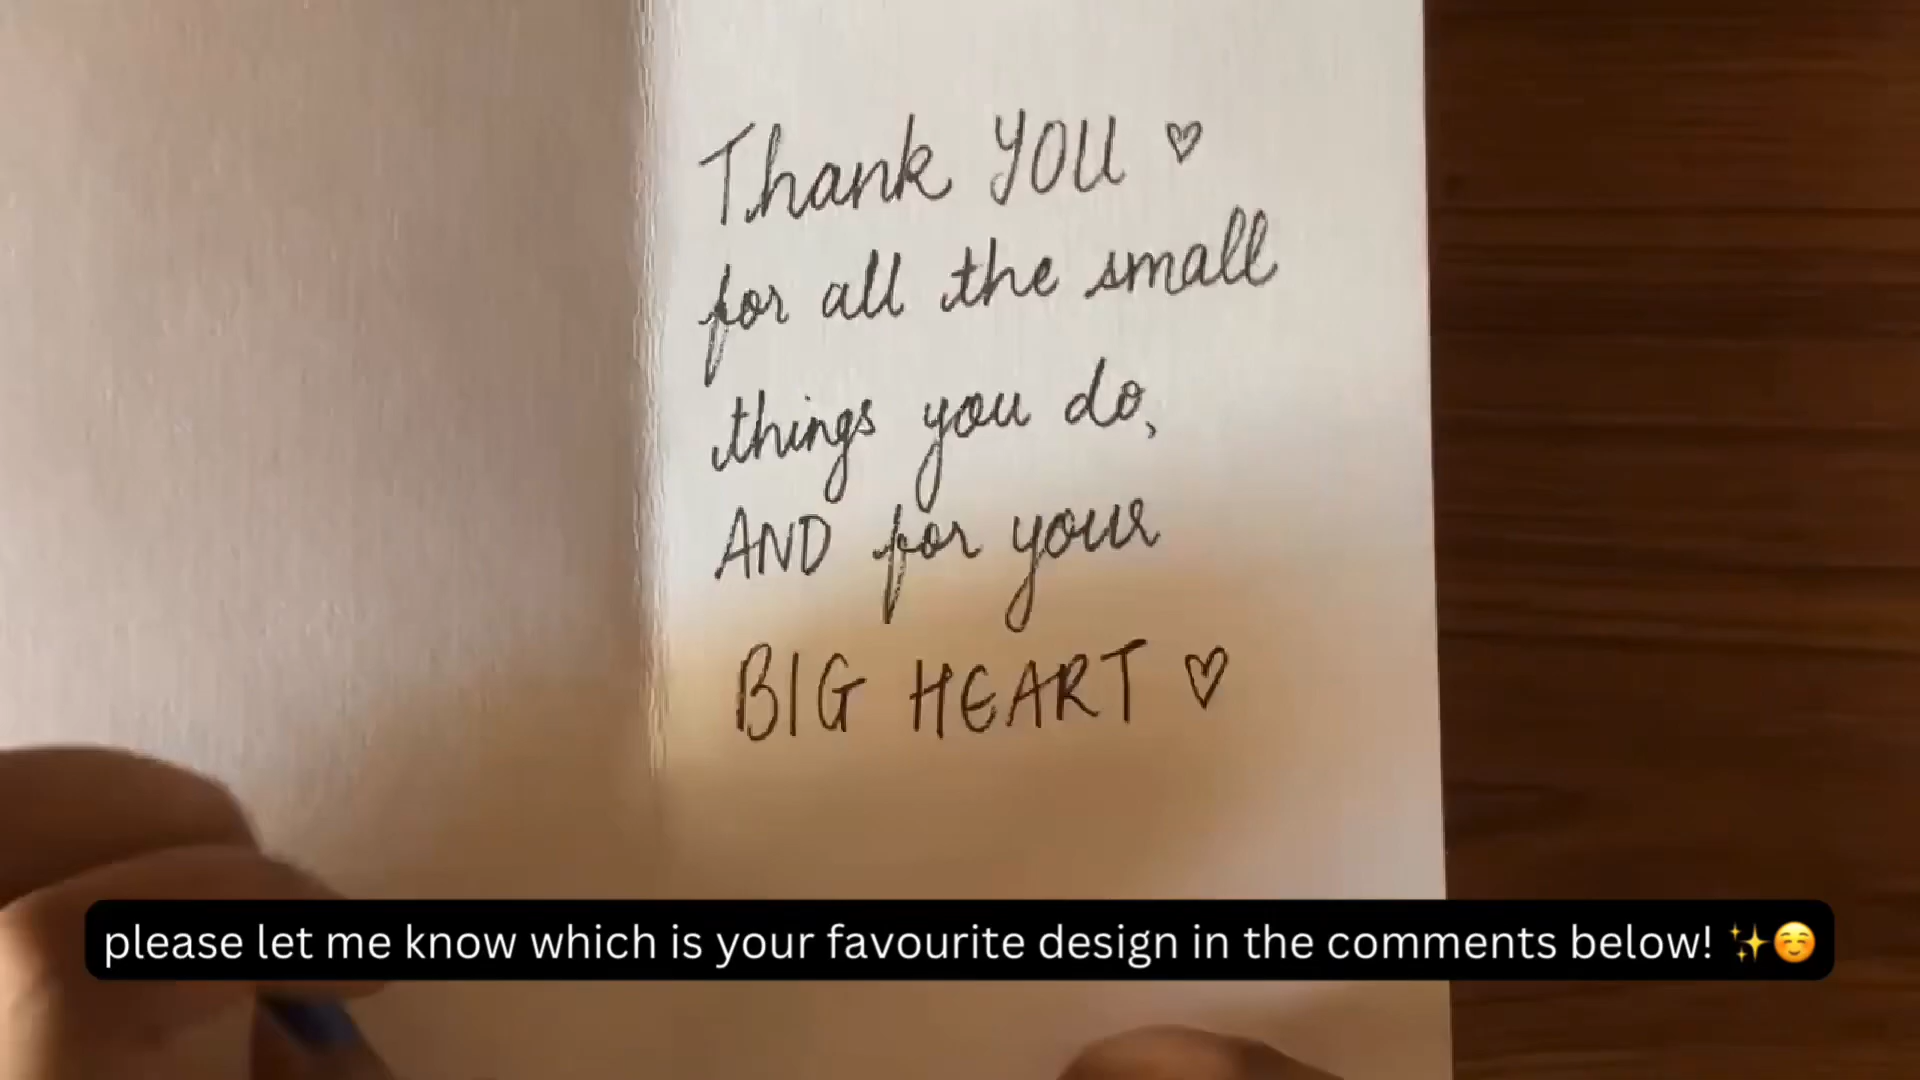 Thank YOU ♡
for all the small
things you do,
AND for your
BIG HEART ♡
please let me know which is your favourite design in the comments below! ✨☺️